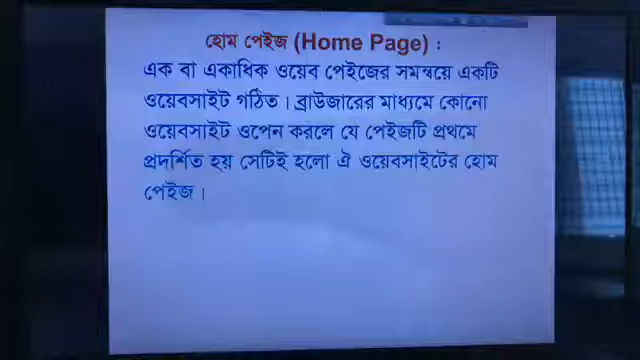 হোম পেইজ (Home Page) :
এক বা একাধিক ওয়েব পেইজের সমন্বয়ে একটি
ওয়েবসাইট গঠিত। ব্রাউজারের মাধ্যমে কোনো
ওয়েবসাইট ওপেন করলে যে পেইজটি প্রথমে
প্রদর্শিত হয় সেটিই হলো ঐ ওয়েবসাইটের হোম
পেইজ।